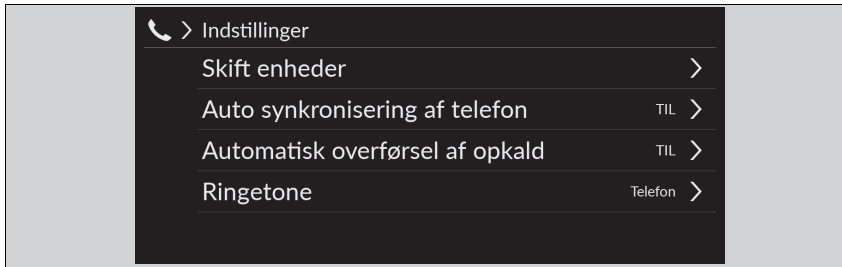 Indstillinger
Skift enheder
Auto synkronisering af telefon TIL
Automatisk overførsel af opkald TIL
Ringetone Telefon